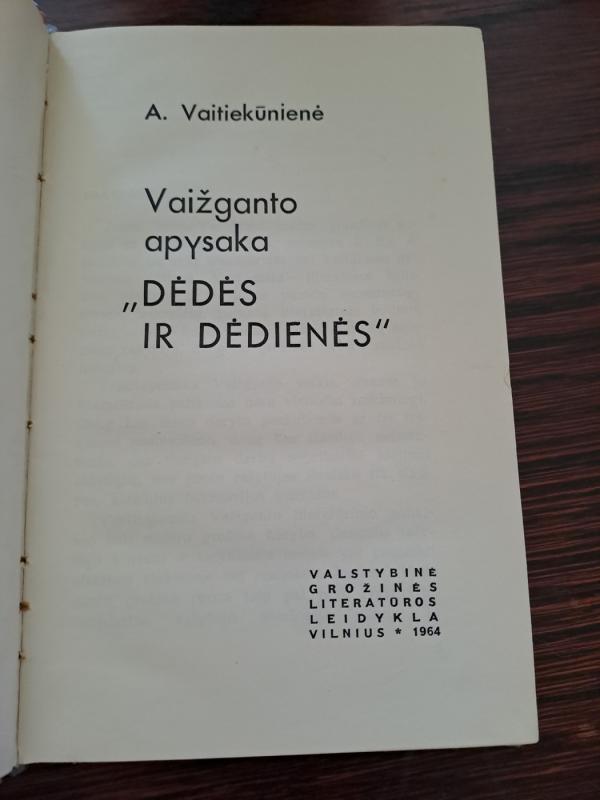 A. Vaitiekūnienė
Vaižganto
apysaka
„DĖDĖS
IR DĖDIENĖS“
VALSTYBINĖ
GROŽINĖS
LITERATŪROS
LEIDYKLA
VILNIUS * 1964